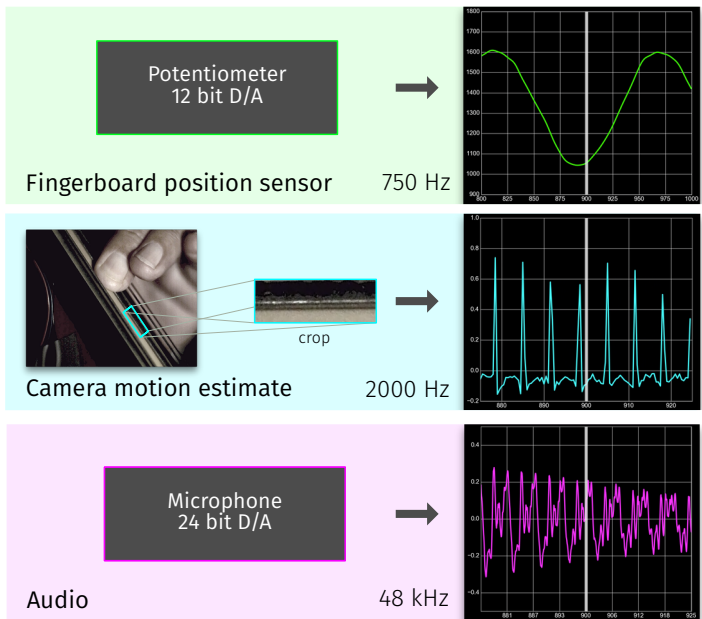 Potentiometer
12 bit D/A
Fingerboard position sensor
750 Hz
1800
1700
1600
1500
1400
1300
1200
1100
1000
900
800 825 850 875 900 925 950 975 1000
crop
Camera motion estimate
2000 Hz
1.0
0.8
0.6
0.4
0.2
0.0
−0.2
880 890 900 910 920
Microphone
24 bit D/A
Audio
48 kHz
0.4
0.2
0.0
−0.2
−0.4
881 887 893 900 906 912 918 925